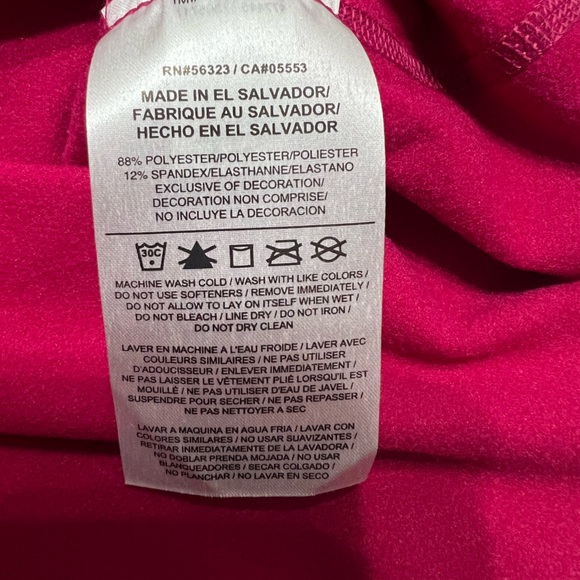 RN#56323 / CA#05553
MADE IN EL SALVADOR/
FABRIQUE AU SALVADOR/
HECHO EN EL SALVADOR
88% POLYESTER/POLYESTER/POLIESTER
12% SPANDEX/ELASTHANNE/ELASTANO
EXCLUSIVE OF DECORATION/
DECORATION NON COMPRISE/
NO INCLUYE LA DECORACION
30C
MACHINE WASH COLD / WASH WITH LIKE COLORS /
DO NOT USE SOFTENERS / REMOVE IMMEDIATELY /
DO NOT ALLOW TO LAY ON ITSELF WHEN WET /
DO NOT BLEACH / LINE DRY / DO NOT IRON /
DO NOT DRY CLEAN
LAVER EN MACHINE A L'EAU FROIDE / LAVER AVEC
COULEURS SIMILAIRES / NE PAS UTILISER
D'ADOUCISSEUR / ENLEVER IMMEDIATEMENT /
NE PAS LAISSER LE VÊTEMENT PLIÉ LORSQU'IL EST
MOUILLÉ / NE PAS UTILISER D'EAU DE JAVEL /
SUSPENDRE POUR SECHER / NE PAS REPASSER /
NE PAS NETTOYER A SEC
LAVAR A MAQUINA EN AGUA FRIA / LAVAR CON
COLORES SIMILARES / NO USAR SUAVIZANTES /
RETIRAR INMEDIATAMENTE DE LA LAVADORA /
NO DOBLAR PRENDA MOJADA / NO USAR
BLANQUEADORES / SECAR COLGADO /
NO PLANCHAR / NO LAVAR EN SECO